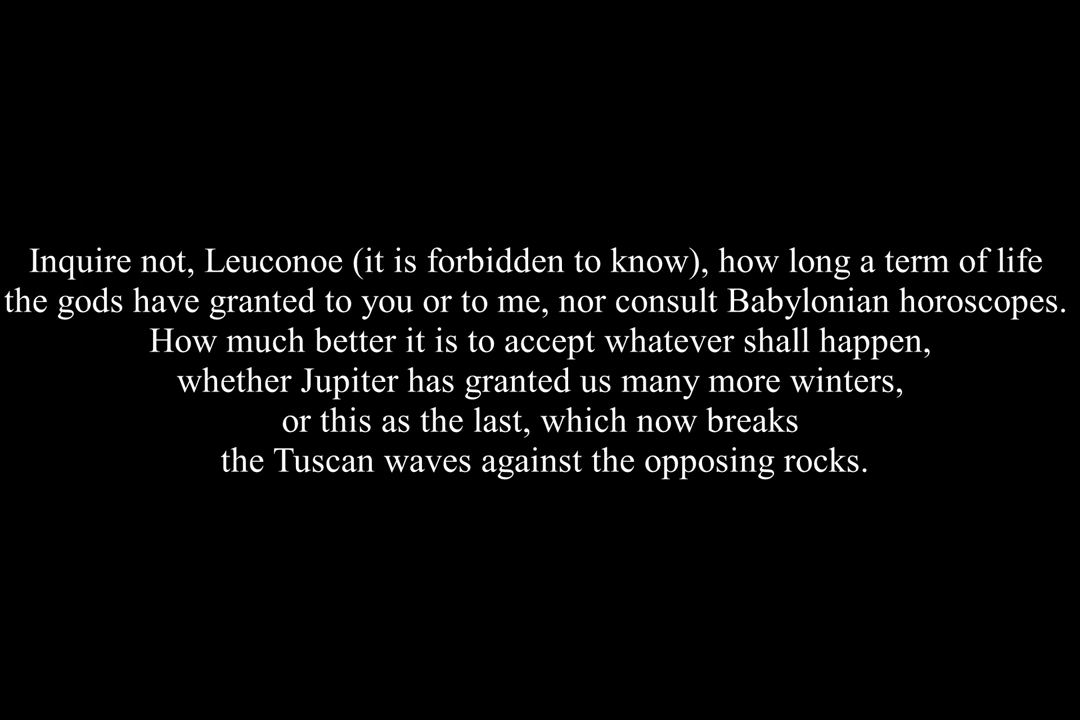 Inquire not, Leuconoe (it is forbidden to know), how long a term of life
the gods have granted to you or to me, nor consult Babylonian horoscopes.
How much better it is to accept whatever shall happen,
whether Jupiter has granted us many more winters,
or this as the last, which now breaks
the Tuscan waves against the opposing rocks.